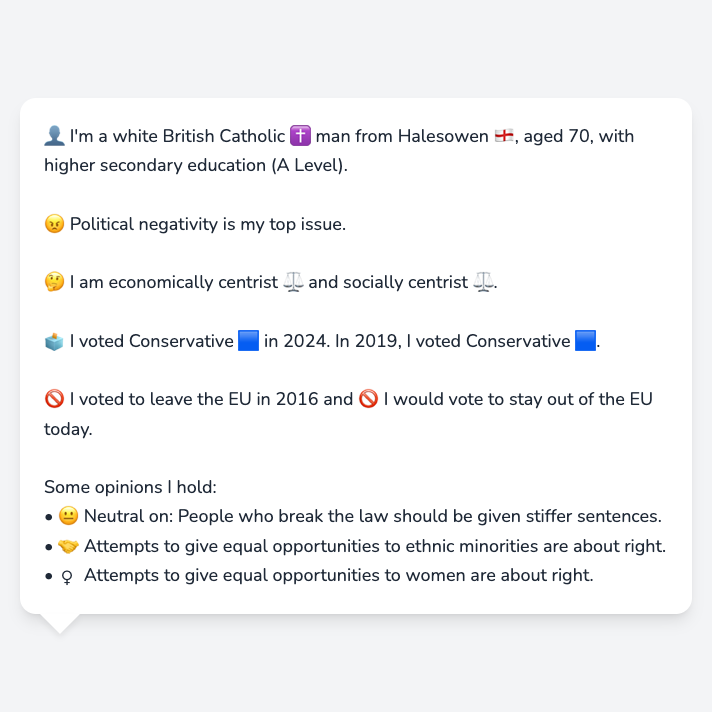 👤 I'm a white British Catholic ✝️ man from Halesowen 🏴󠁧󠁢󠁥󠁮󠁧󠁿, aged 70, with
higher secondary education (A Level).
😠 Political negativity is my top issue.
🤔 I am economically centrist ⚖️ and socially centrist ⚖️.
🗳️ I voted Conservative 🟦 in 2024. In 2019, I voted Conservative 🟦.
🚫 I voted to leave the EU in 2016 and 🚫 I would vote to stay out of the EU
today.
Some opinions I hold:
• 😐 Neutral on: People who break the law should be given stiffer sentences.
• 🤝 Attempts to give equal opportunities to ethnic minorities are about right.
• ♀ Attempts to give equal opportunities to women are about right.